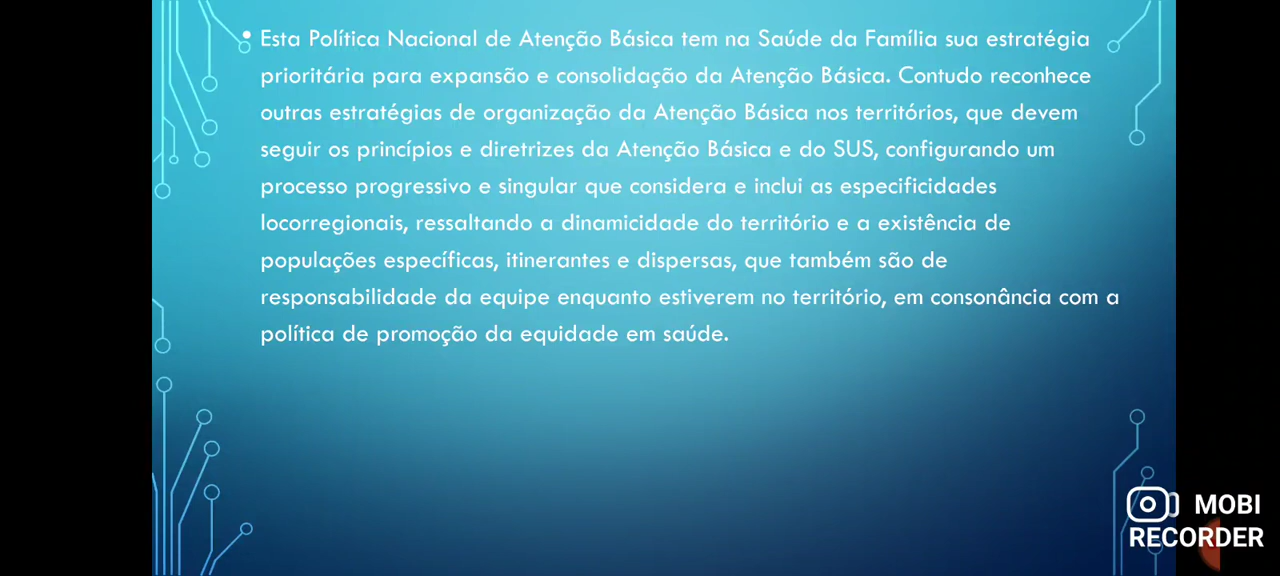 • Esta Política Nacional de Atenção Básica tem na Saúde da Família sua estratégia
prioritária para expansão e consolidação da Atenção Básica. Contudo reconhece
outras estratégias de organização da Atenção Básica nos territórios, que devem
seguir os princípios e diretrizes da Atenção Básica e do SUS, configurando um
processo progressivo e singular que considera e inclui as especificidades
locorregionais, ressaltando a dinamicidade do território e a existência de
populações específicas, itinerantes e dispersas, que também são de
responsabilidade da equipe enquanto estiverem no território, em consonância com a
política de promoção da equidade em saúde.
MOBI
RECORDER